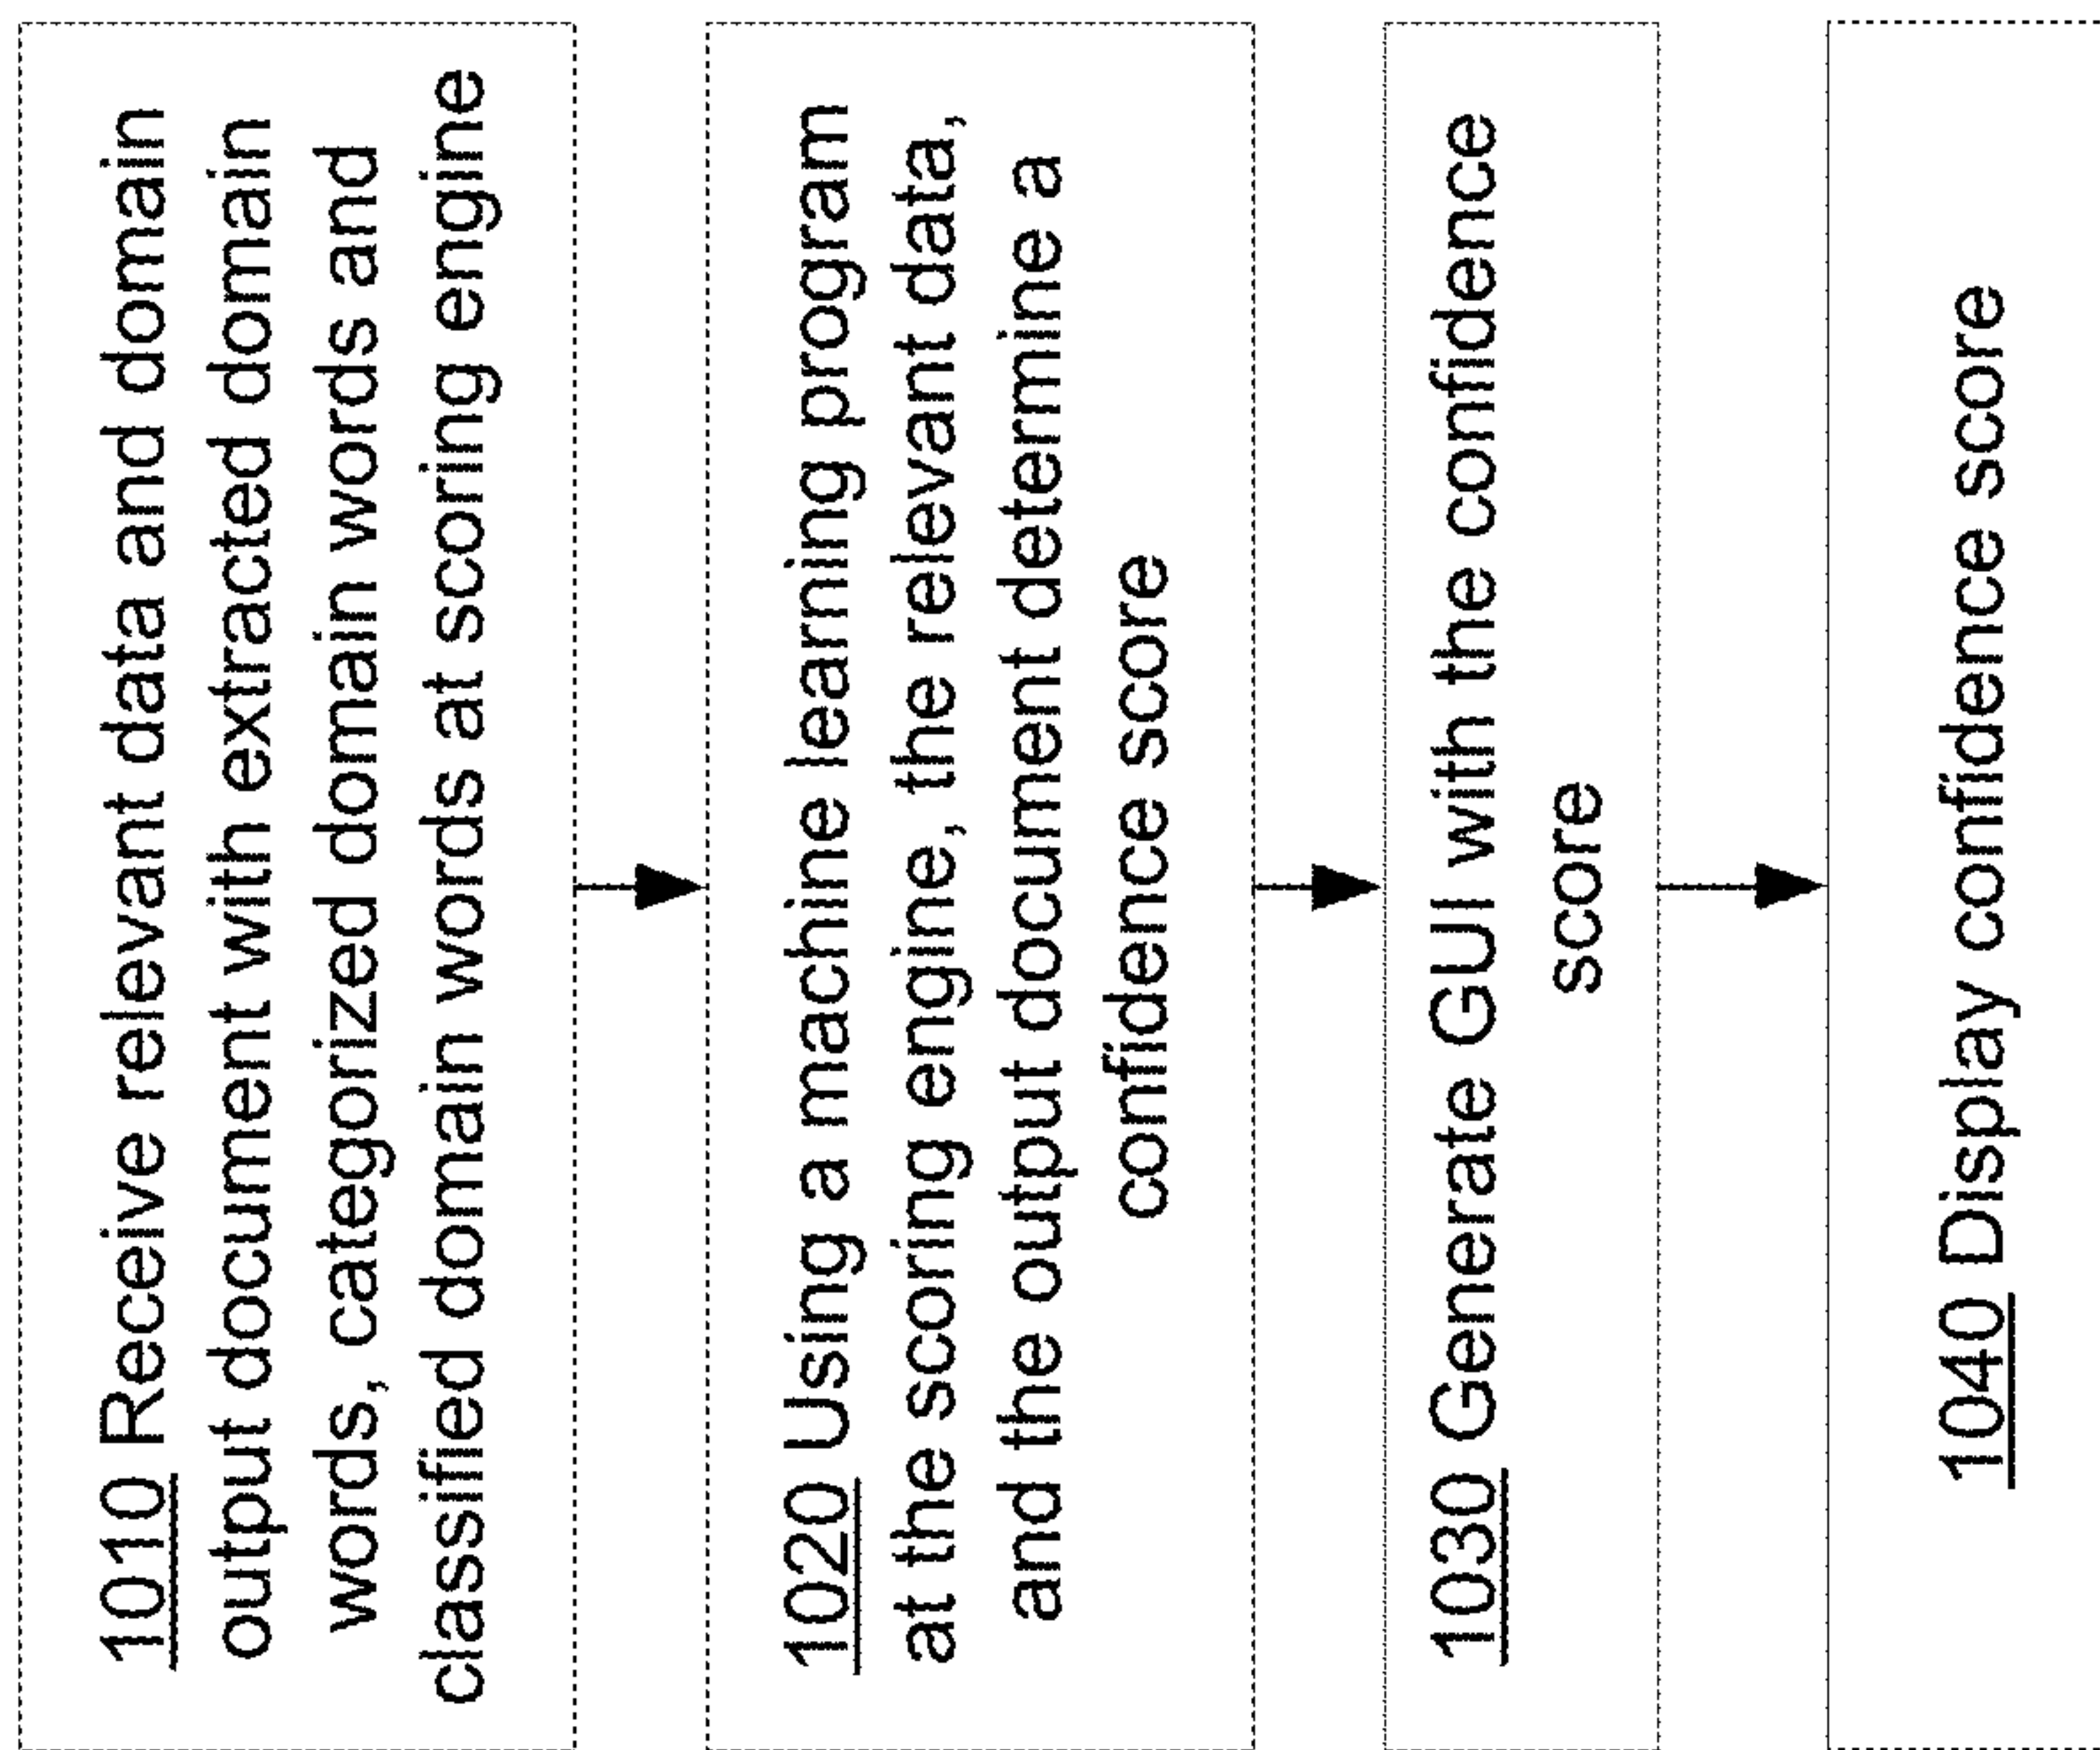 1010 Receive relevant data and domain
output document with extracted domain
words, categorized domain words and
classified domain words at scoring engine
1020 Using a machine learning program
at the scoring engine, the relevant data,
and the output document determine a
confidence score
1030 Generate GUI with the confidence
score
1040 Display confidence score